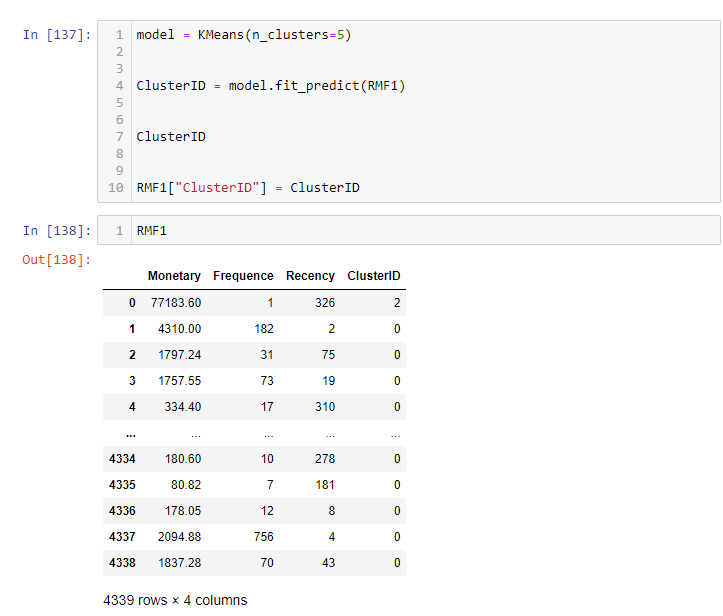 In [137]:
1 model = KMeans(n_clusters=5)
2
3
4 ClusterID = model.fit_predict(RMF1)
5
6
7 ClusterID
8
9
10 RMF1["ClusterID"] = ClusterID
In [138]:
1 RMF1
Out[138]:
Monetary Frequence Recency ClusterID
0 77183.60 1 326 2
1 4310.00 182 2 0
2 1797.24 31 75 0
3 1757.55 73 19 0
4 334.40 17 310 0
... ... ... ... ...
4334 180.60 10 278 0
4335 80.82 7 181 0
4336 178.05 12 8 0
4337 2094.88 756 4 0
4338 1837.28 70 43 0
4339 rows × 4 columns